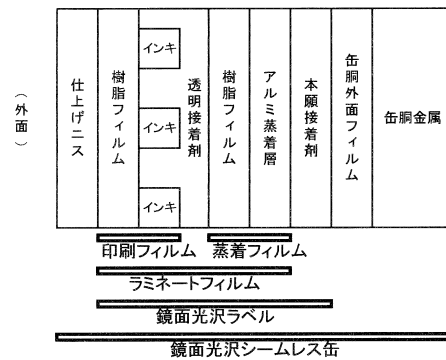 （外面）
仕上げニス
樹脂フィルム
インキ
インキ
インキ
透明接着剤
樹脂フィルム
アルミ蒸着層
本願接着剤
缶胴外面フィルム
缶胴金属
印刷フィルム
蒸着フィルム
ラミネートフィルム
鏡面光沢ラベル
鏡面光沢シームレス缶